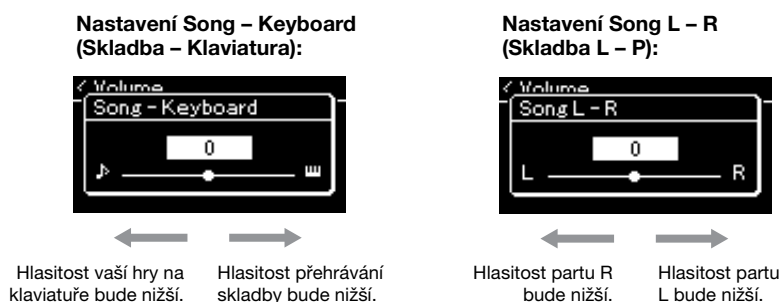 Nastavení Song – Keyboard
(Skladba – Klaviatura):
Volume
Song – Keyboard
0
Hlasitost vaší hry na
klaviatuře bude nižší.
Hlasitost přehrávání
skladby bude nižší.
Nastavení Song L – R
(Skladba L – P):
Volume
Song L – R
0
L
R
Hlasitost partu R
bude nižší.
Hlasitost partu
L bude nižší.